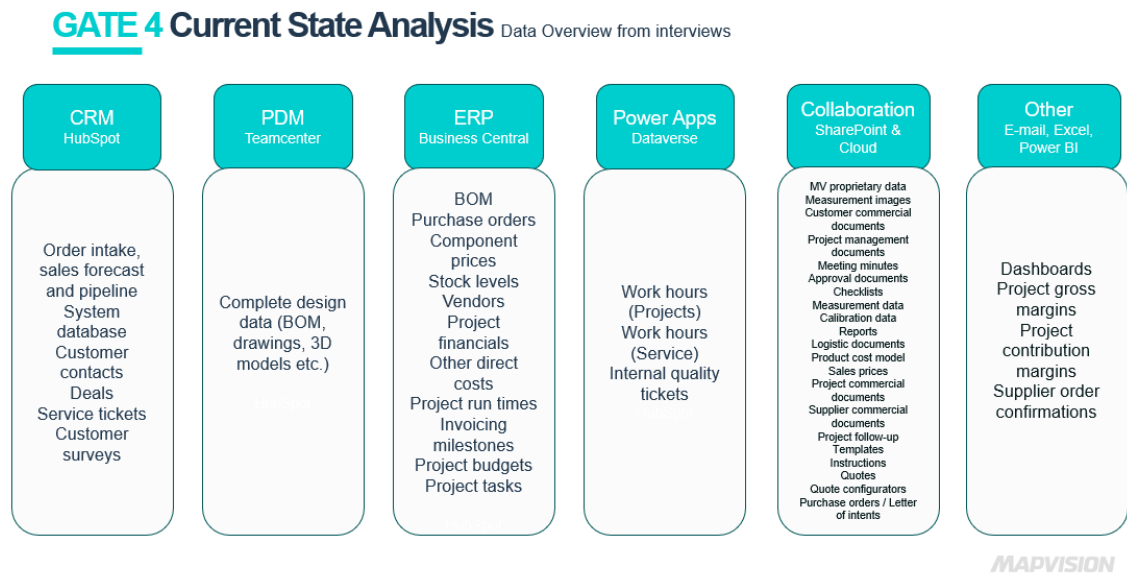 GATE 4 Current State Analysis Data Overview from interviews
CRM
HubSpot
Order intake,
sales forecast
and pipeline
System
database
Customer
contacts
Deals
Service tickets
Customer
surveys
PDM
Teamcenter
Complete design
data (BOM,
drawings, 3D
models etc.)
ERP
Business Central
BOM
Purchase orders
Component
prices
Stock levels
Vendors
Project
financials
Other direct
costs
Project run times
Invoicing
milestones
Project budgets
Project tasks
Power Apps
Dataverse
Work hours
(Projects)
Work hours
(Service)
Internal quality
tickets
Collaboration
SharePoint &
Cloud
MV proprietary data
Measurement images
Customer commercial
documents
Project management
documents
Meeting minutes
Approval documents
Checklists
Measurement data
Calibration data
Reports
Logistic documents
Product cost model
Sales prices
Project commercial
documents
Supplier commercial
documents
Project follow-up
Templates
Instructions
Quotes
Quote configurators
Purchase orders / Letter
of intents
Other
E-mail, Excel,
Power BI
Dashboards
Project gross
margins
Project
contribution
margins
Supplier order
confirmations
MAPVISION